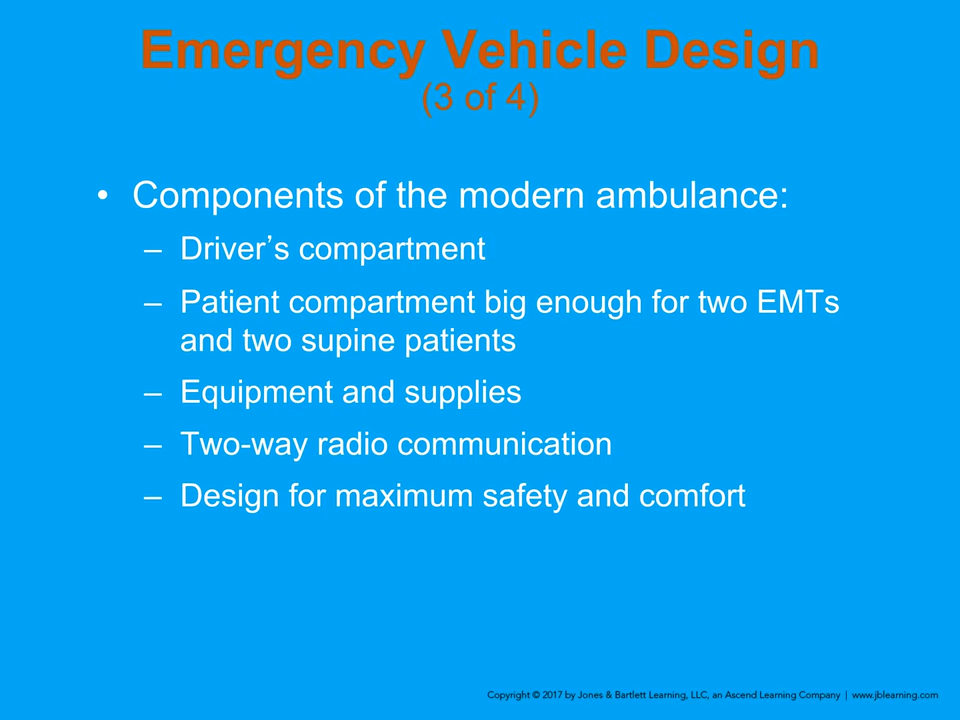 Emergency Vehicle Design
(3 of 4)
• Components of the modern ambulance:
– Driver’s compartment
– Patient compartment big enough for two EMTs
and two supine patients
– Equipment and supplies
– Two-way radio communication
– Design for maximum safety and comfort
Copyright © 2017 by Jones & Bartlett Learning, LLC, an Ascend Learning Company | www.jblearning.com